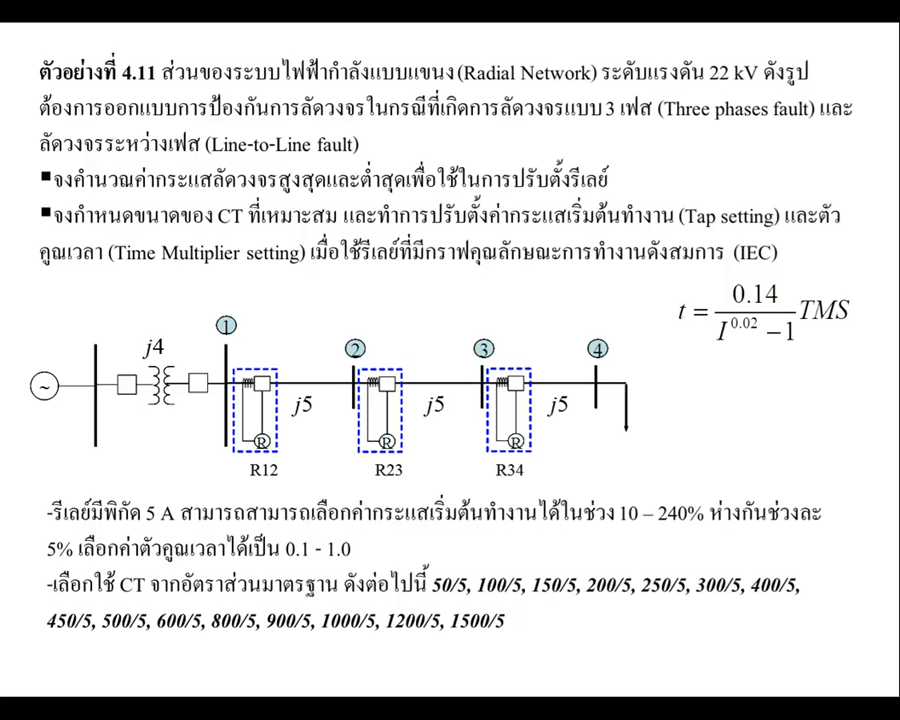 ตัวอย่างที่ 4.11 ส่วนของระบบไฟฟ้ากำลังแบบแขนง (Radial Network) ระดับแรงดัน 22 kV ดังรูป
ต้องการออกแบบการป้องกันการลัดวงจรในกรณีที่เกิดการลัดวงจรแบบ 3 เฟส (Three phases fault) และ
ลัดวงจรระหว่างเฟส (Line-to-Line fault)
▪จงคำนวณค่ากระแสลัดวงจรสูงสุดและต่ำสุดเพื่อใช้ในการปรับตั้งรีเลย์
▪จงกำหนดขนาดของ CT ที่เหมาะสม และทำการปรับตั้งค่ากระแสเริ่มต้นทำงาน (Tap setting) และตัว
คูณเวลา (Time Multiplier setting) เมื่อใช้รีเลย์ที่มีกราฟคุณลักษณะการทำงานดังสมการ (IEC)
t = 0.14 / (I^0.02 − 1) TMS
1
j4 2 3 4
~
j5 j5 j5
R R R
R12 R23 R34
-รีเลย์มีพิกัด 5 A สามารถสามารถเลือกค่ากระแสเริ่มต้นทำงานได้ในช่วง 10 – 240% ห่างกันช่วงละ
5% เลือกค่าตัวคูณเวลาได้เป็น 0.1 - 1.0
-เลือกใช้ CT จากอัตราส่วนมาตรฐาน ดังต่อไปนี้ 50/5, 100/5, 150/5, 200/5, 250/5, 300/5, 400/5,
450/5, 500/5, 600/5, 800/5, 900/5, 1000/5, 1200/5, 1500/5